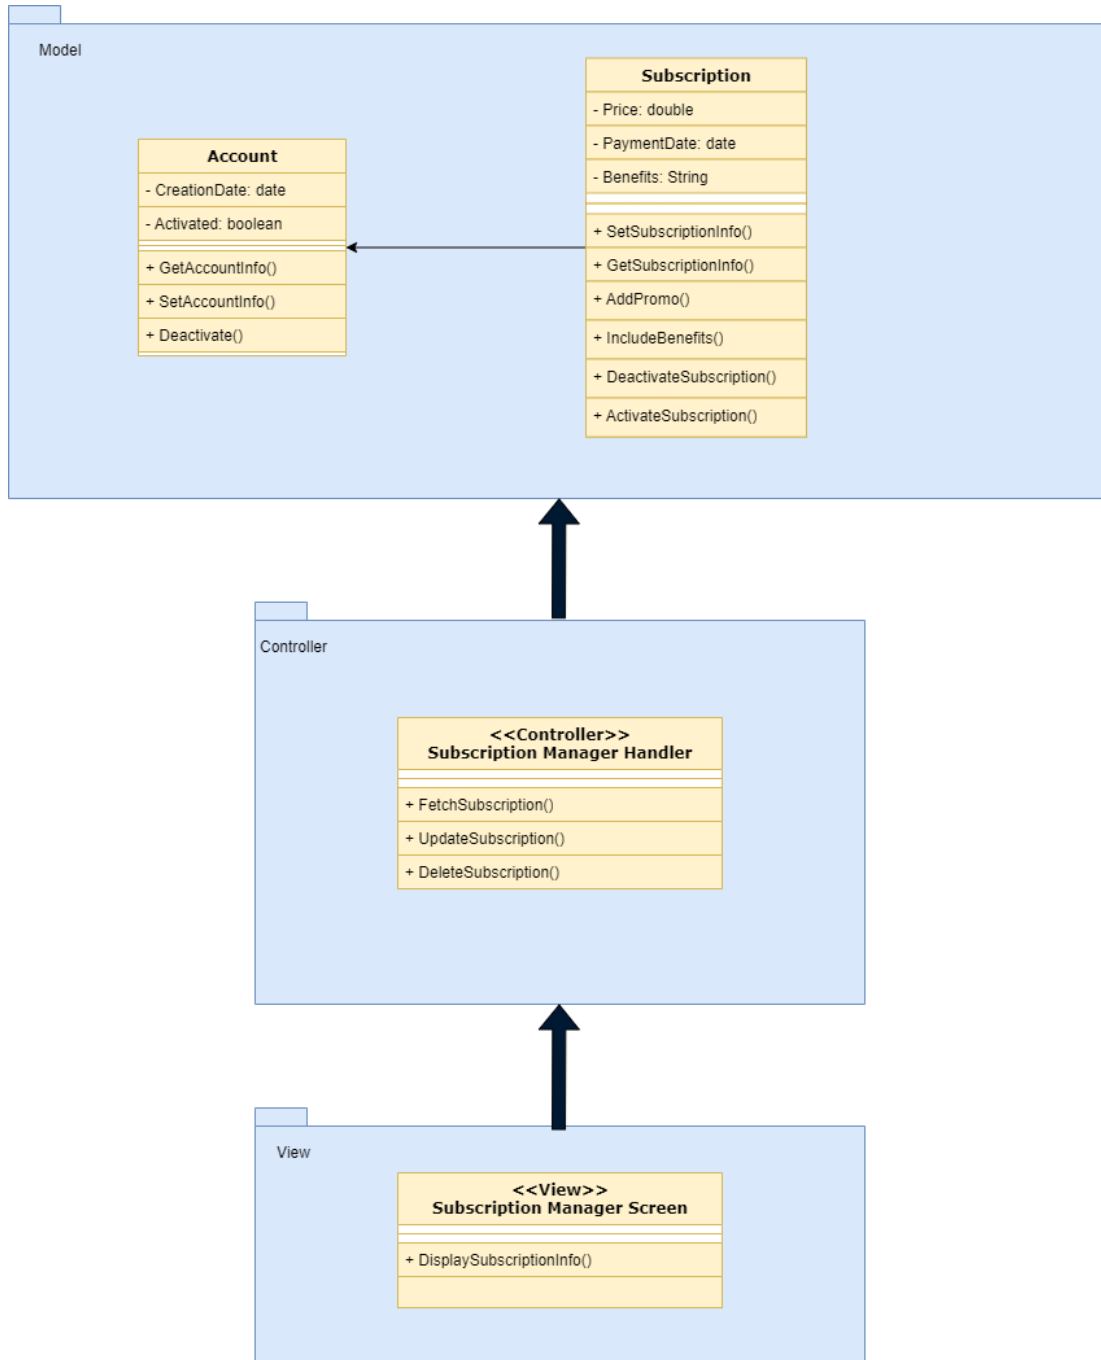 Model
Account
- CreationDate: date
- Activated: boolean
+ GetAccountInfo()
+ SetAccountInfo()
+ Deactivate()
Subscription
- Price: double
- PaymentDate: date
- Benefits: String
+ SetSubscriptionInfo()
+ GetSubscriptionInfo()
+ AddPromo()
+ IncludeBenefits()
+ DeactivateSubscription()
+ ActivateSubscription()
Controller
<<Controller>>
Subscription Manager Handler
+ FetchSubscription()
+ UpdateSubscription()
+ DeleteSubscription()
View
<<View>>
Subscription Manager Screen
+ DisplaySubscriptionInfo()